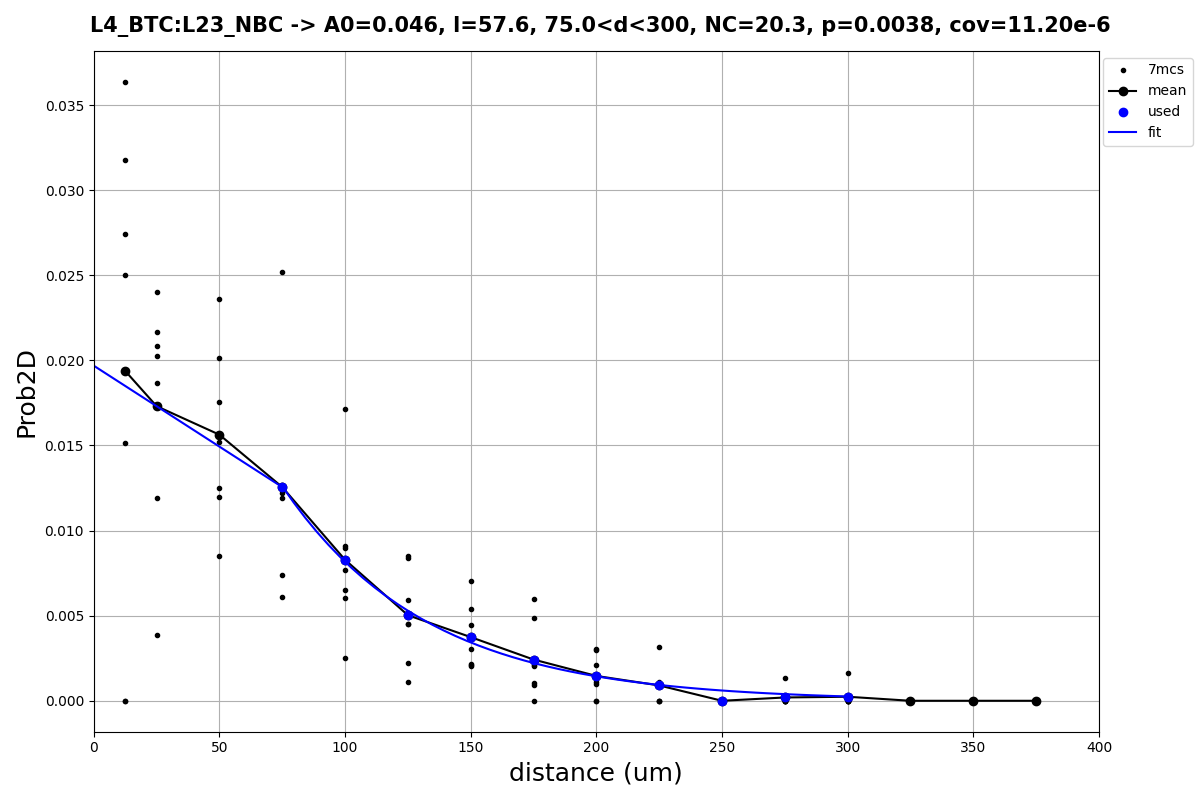 L4_BTC:L23_NBC -> A0=0.046, l=57.6, 75.0<d<300, NC=20.3, p=0.0038, cov=11.20e-6
7mcs
mean
used
fit
0.035
0.030
0.025
0.020
0.015
0.010
0.005
0.000
Prob2D
0 50 100 150 200 250 300 350 400
distance (um)